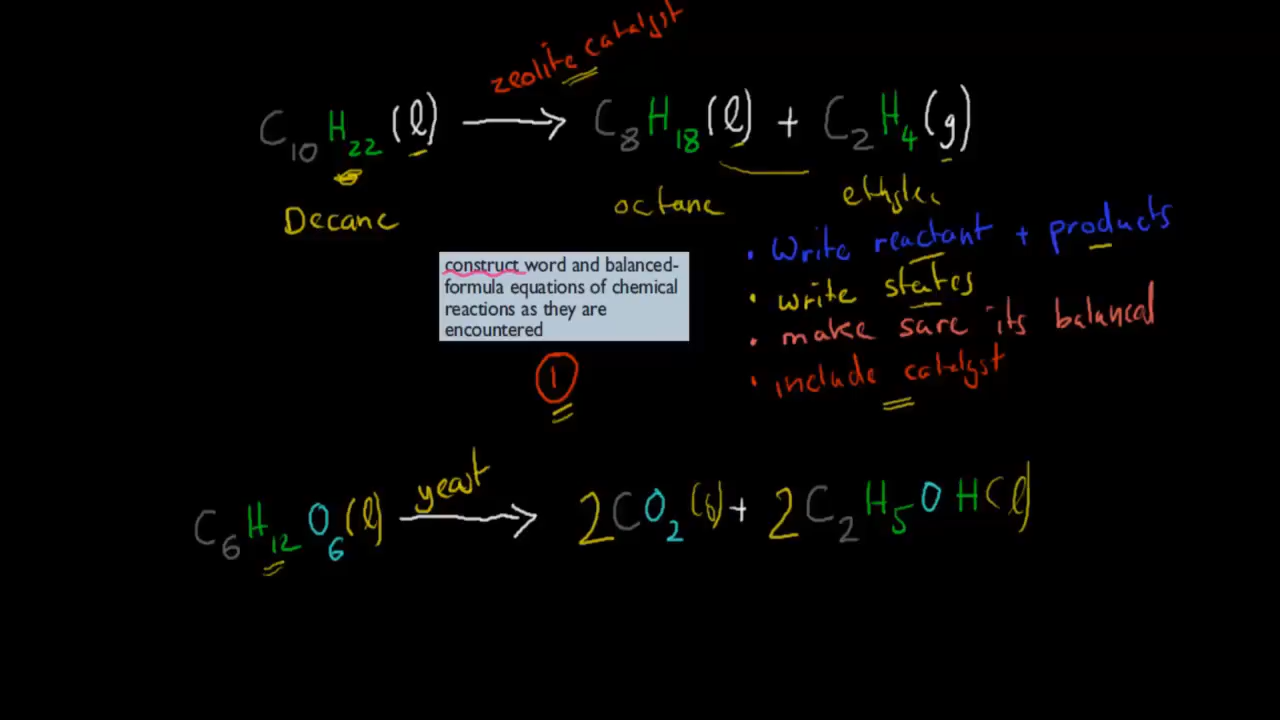 zeolite catalyst
C10H22(l) → C8H18(l) + C2H4(g)
Decane octane
• Write reactant + products
construct word and balanced-
formula equations of chemical
reactions as they are
encountered
• write states
• make sure its balanced
• include catalyst
1
yeast
C6H12O6(l) → 2CO2(g) + 2C2H5OH(l)